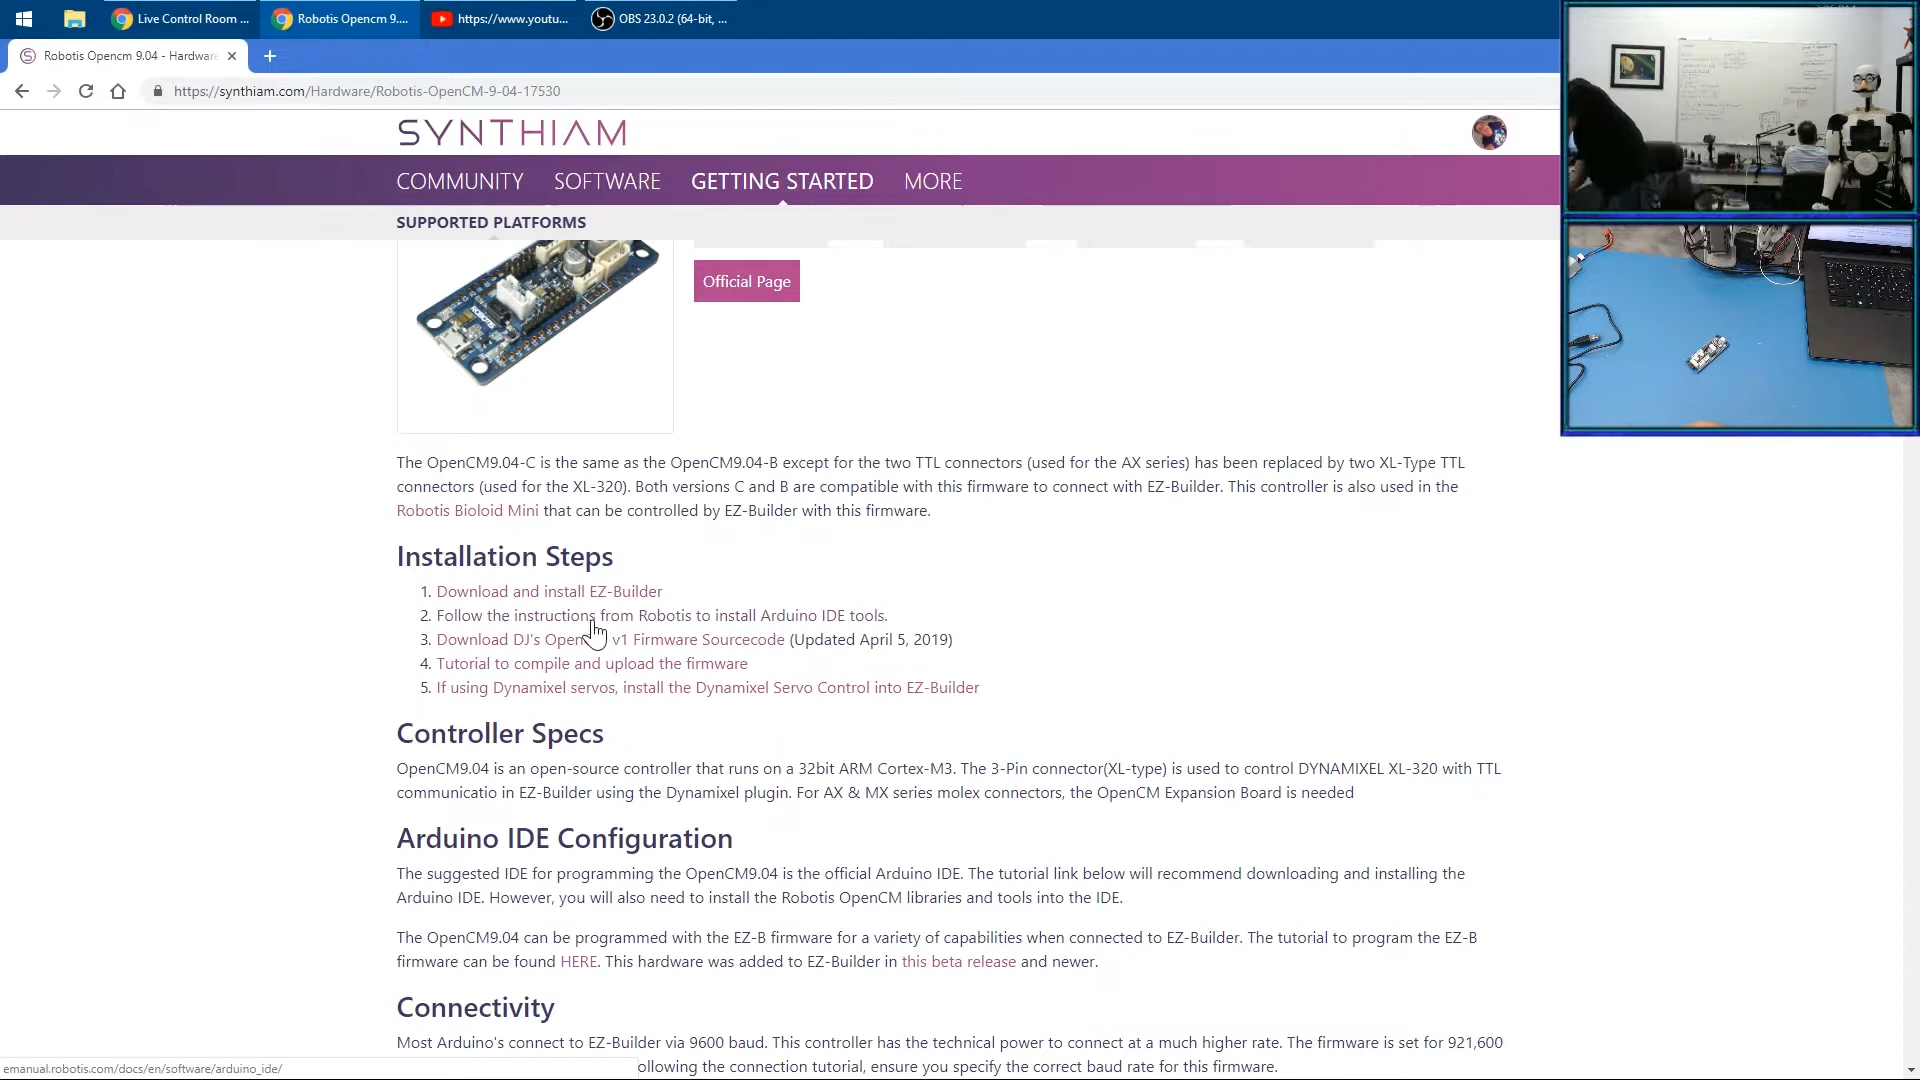 Live Control Room ...
Robotis Opencm 9....
https://www.youtu...
OBS 23.0.2 (64-bit, ...
Robotis Opencm 9.04 - Hardware
https://synthiam.com/Hardware/Robotis-OpenCM-9-04-17530
SYNTHIAM
COMMUNITY SOFTWARE GETTING STARTED MORE
SUPPORTED PLATFORMS
ROBOTIS
Official Page
The OpenCM9.04-C is the same as the OpenCM9.04-B except for the two TTL connectors (used for the AX series) has been replaced by two XL-Type TTL
connectors (used for the XL-320). Both versions C and B are compatible with this firmware to connect with EZ-Builder. This controller is also used in the
Robotis Bioloid Mini that can be controlled by EZ-Builder with this firmware.
Installation Steps
1. Download and install EZ-Builder
2. Follow the instructions from Robotis to install Arduino IDE tools.
3. Download DJ's Open v1 Firmware Sourcecode (Updated April 5, 2019)
4. Tutorial to compile and upload the firmware
5. If using Dynamixel servos, install the Dynamixel Servo Control into EZ-Builder
Controller Specs
OpenCM9.04 is an open-source controller that runs on a 32bit ARM Cortex-M3. The 3-Pin connector(XL-type) is used to control DYNAMIXEL XL-320 with TTL
communicatio in EZ-Builder using the Dynamixel plugin. For AX & MX series molex connectors, the OpenCM Expansion Board is needed
Arduino IDE Configuration
The suggested IDE for programming the OpenCM9.04 is the official Arduino IDE. The tutorial link below will recommend downloading and installing the
Arduino IDE. However, you will also need to install the Robotis OpenCM libraries and tools into the IDE.
The OpenCM9.04 can be programmed with the EZ-B firmware for a variety of capabilities when connected to EZ-Builder. The tutorial to program the EZ-B
firmware can be found HERE. This hardware was added to EZ-Builder in this beta release and newer.
Connectivity
Most Arduino's connect to EZ-Builder via 9600 baud. This controller has the technical power to connect at a much higher rate. The firmware is set for 921,600
ollowing the connection tutorial, ensure you specify the correct baud rate for this firmware.
emanual.robotis.com/docs/en/software/arduino_ide/